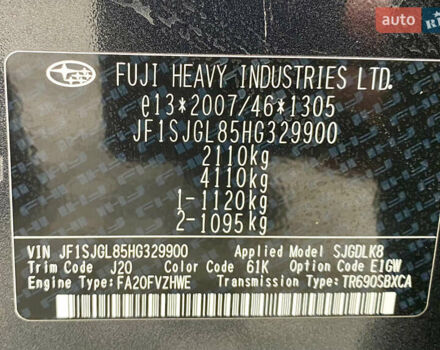 auto
FUJI HEAVY INDUSTRIES LTD.
e13*2007/46*1305
JF1SJGL85HG329900
2110kg
4110kg
1-1120kg
2-1095kg
VIN JF1SJGL85HG329900 Applied Model SJGDLK8
Trim Code J20 Color Code 61K Option Code E1GW
Engine Type: FA20FVZHWE Transmission Type: TR690SBXCA